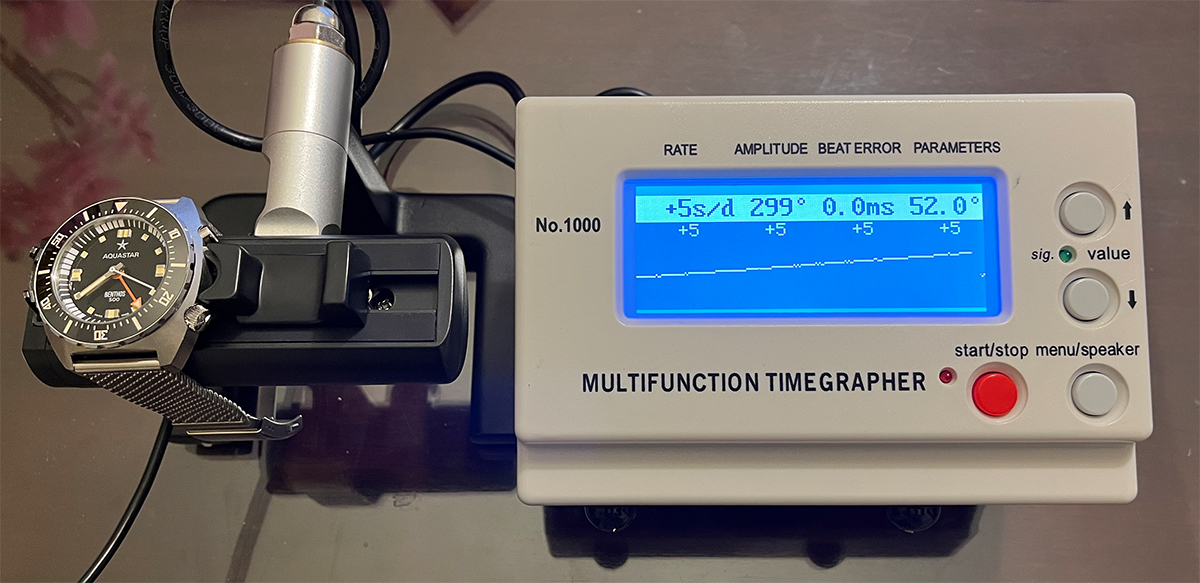 AQUASTAR
BENTHOS
500
RATE AMPLITUDE BEAT ERROR PARAMETERS
No.1000
+5s/d 299° 0.0ms 52.0°
+5 +5 +5 +5
sig. value
start/stop menu/speaker
MULTIFUNCTION TIMEGRAPHER